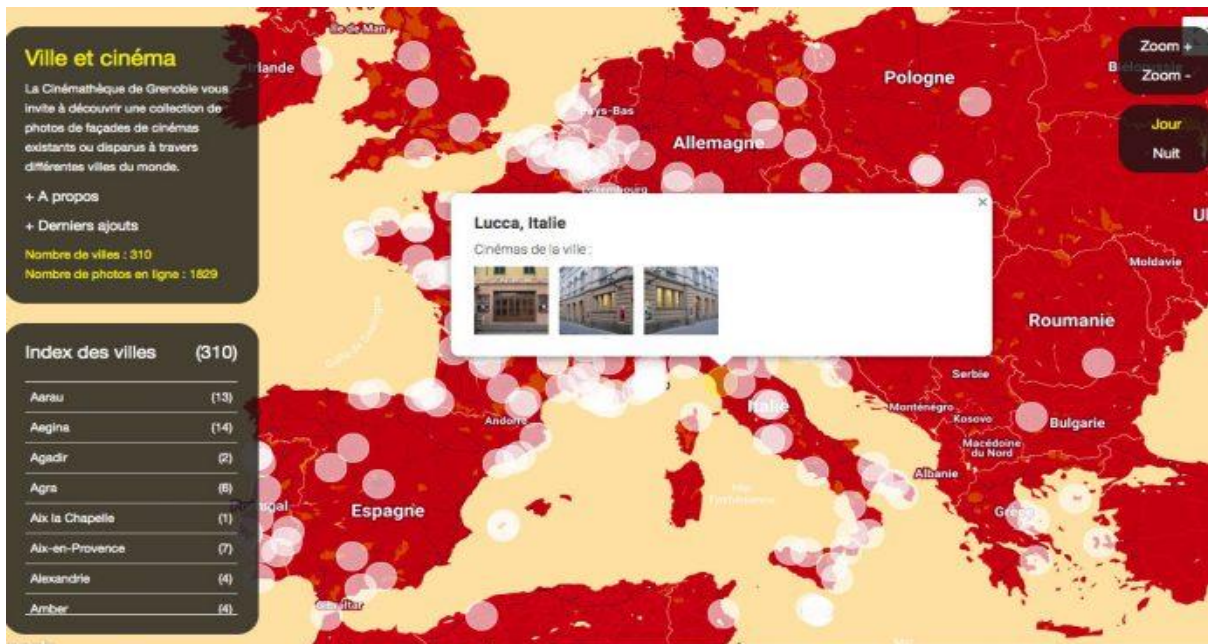 Ville et cinéma
La Cinémathèque de Grenoble vous
invite à découvrir une collection de
photos de façades de cinémas
existants ou disparus à travers
différentes villes du monde.
+ A propos
+ Derniers ajouts
Nombre de villes : 310
Nombre de photos en ligne : 1829
Index des villes (310)
Aarau (13)
Aegina (14)
Agadir (2)
Agra (6)
Aix la Chapelle (1)
Aix-en-Provence (7)
Alexandrie (4)
Amber (4)
Zoom +
Zoom -
Jour
Nuit
Île de Man
Irlande
Pays-Bas
Pologne
Allemagne
Luxembourg
Lucca, Italie
Cinémas de la ville :
×
Moldavie
Roumanie
Serbie
Monténégro
Kosovo
Bulgarie
Macédoine
du Nord
Albanie
Andorre
Italie
Espagne
Grèce
Gibraltar